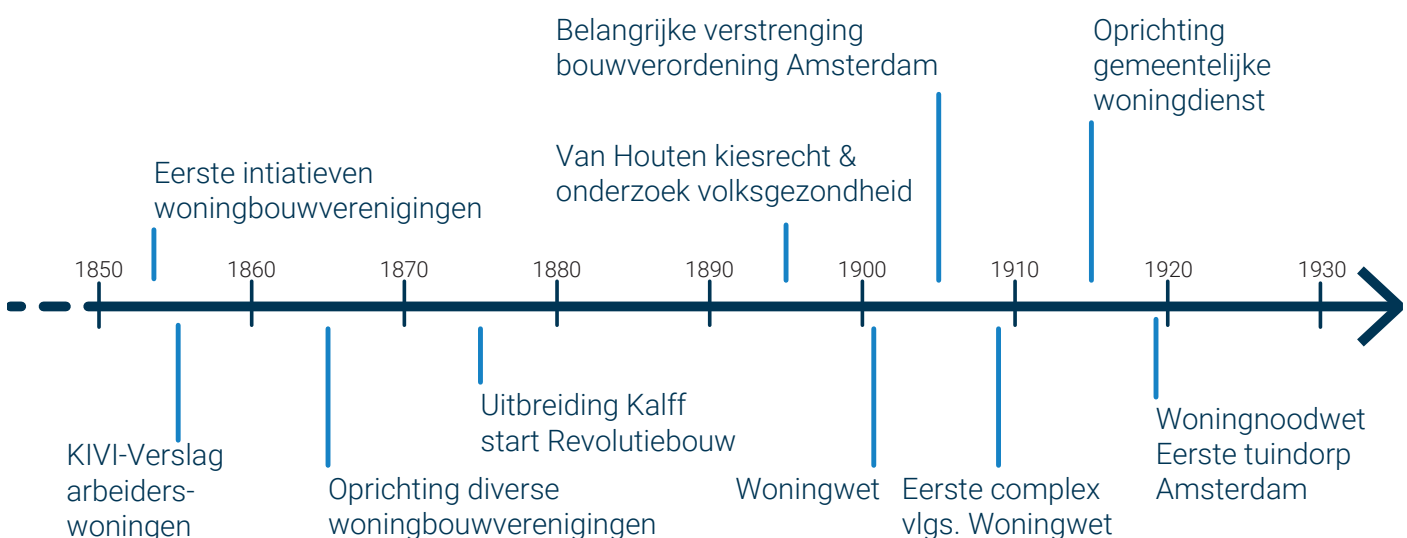 Belangrijke verstrenging
bouwverordening Amsterdam
Oprichting
gemeentelijke
woningdienst
Van Houten kiesrecht &
onderzoek volksgezondheid
Eerste intiatieven
woningbouwverenigingen
1850 1860 1870 1880 1890 1900 1910 1920 1930
KIVI-Verslag
arbeiders-
woningen
Oprichting diverse
woningbouwverenigingen
Uitbreiding Kalff
start Revolutiebouw
Woningwet
Eerste complex
vlgs. Woningwet
Woningnoodwet
Eerste tuindorp
Amsterdam